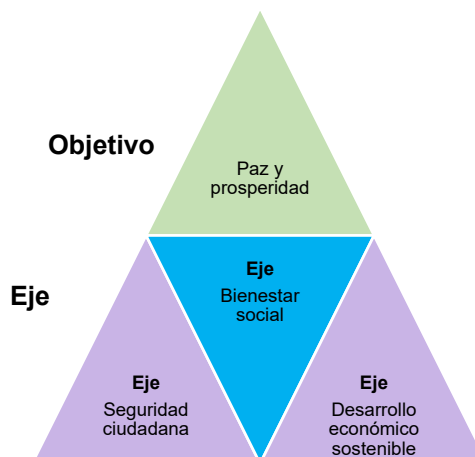 Objetivo
Paz y
prosperidad
Eje
Eje
Bienestar
social
Eje
Seguridad
ciudadana
Eje
Desarrollo
económico
sostenible